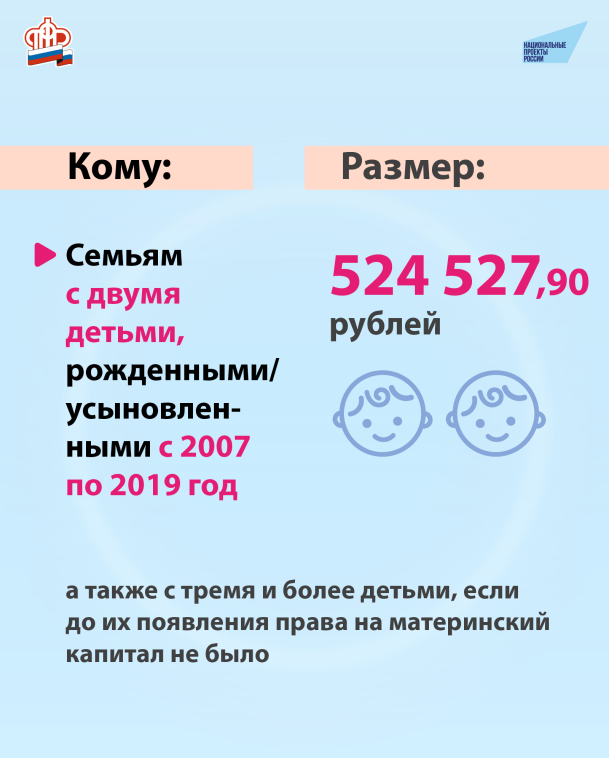 ПФР
НАЦИОНАЛЬНЫЕ
ПРОЕКТЫ
РОССИИ
Кому:
Размер:
Семьям
с двумя
детьми,
рожденными/
усыновлен-
ными с 2007
по 2019 год
524 527,90
рублей
а также с тремя и более детьми, если
до их появления права на материнский
капитал не было